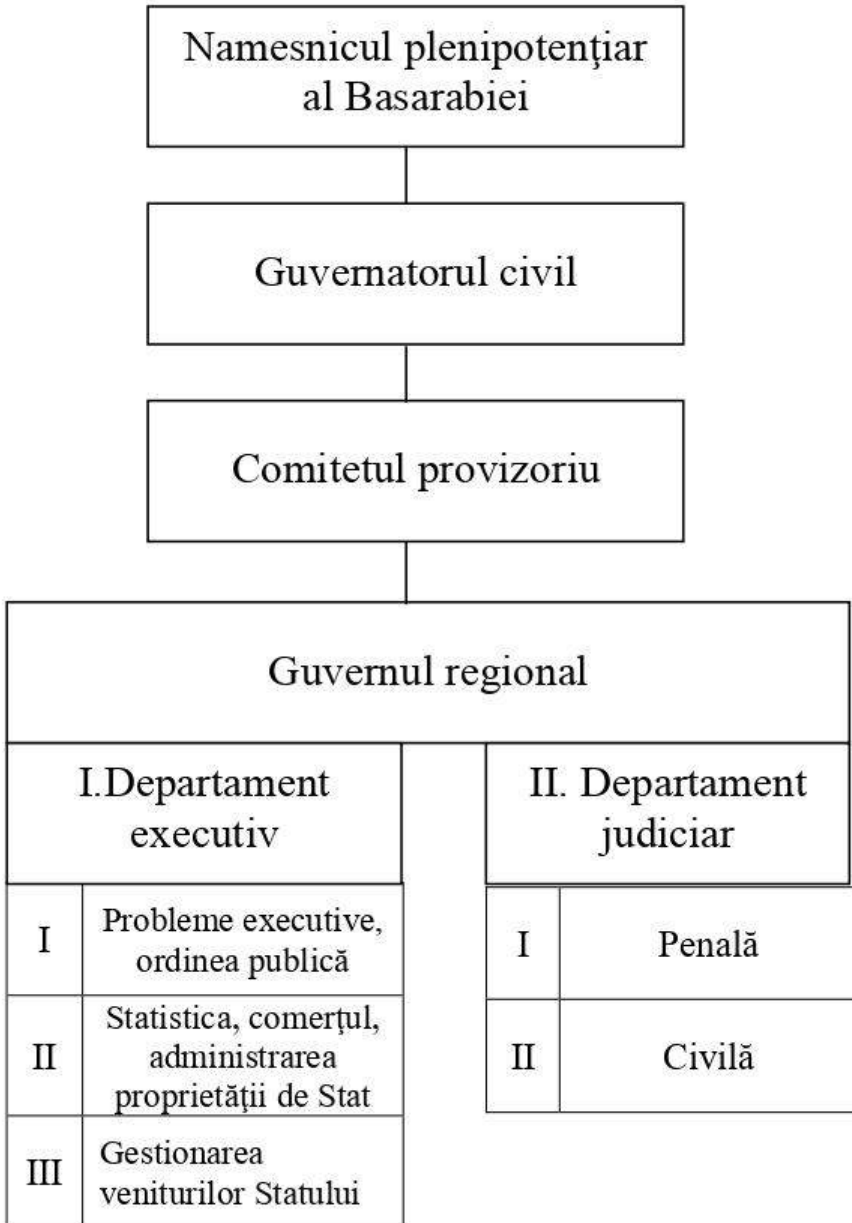 Namesnicul plenipotenţiar
al Basarabiei
Guvernatorul civil
Comitetul provizoriu
Guvernul regional
I.Departament
executiv
I
Probleme executive,
ordinea publică
II
Statistica, comerţul,
administrarea
proprietăţii de Stat
III
Gestionarea
veniturilor Statului
II. Departament
judiciar
I
Penală
II
Civilă